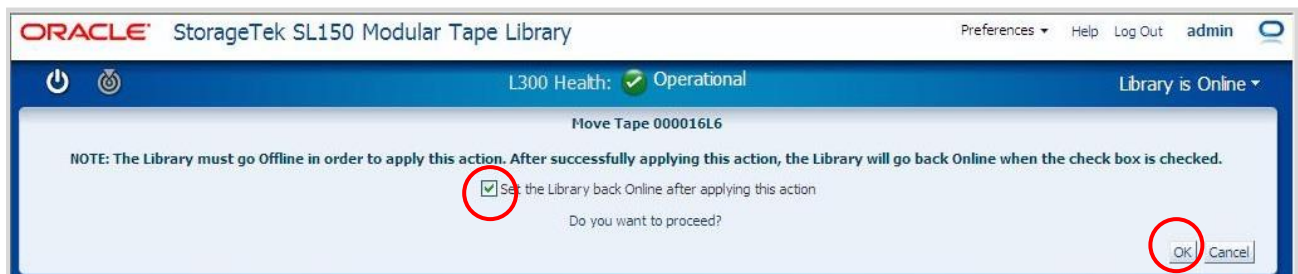 ORACLE® StorageTek SL150 Modular Tape Library Preferences Help Log Out admin
L300 Health: Operational Library is Online
Move Tape 000016L6
NOTE: The Library must go Offline in order to apply this action. After successfully applying this action, the Library will go back Online when the check box is checked.
Set the Library back Online after applying this action
Do you want to proceed?
OK Cancel